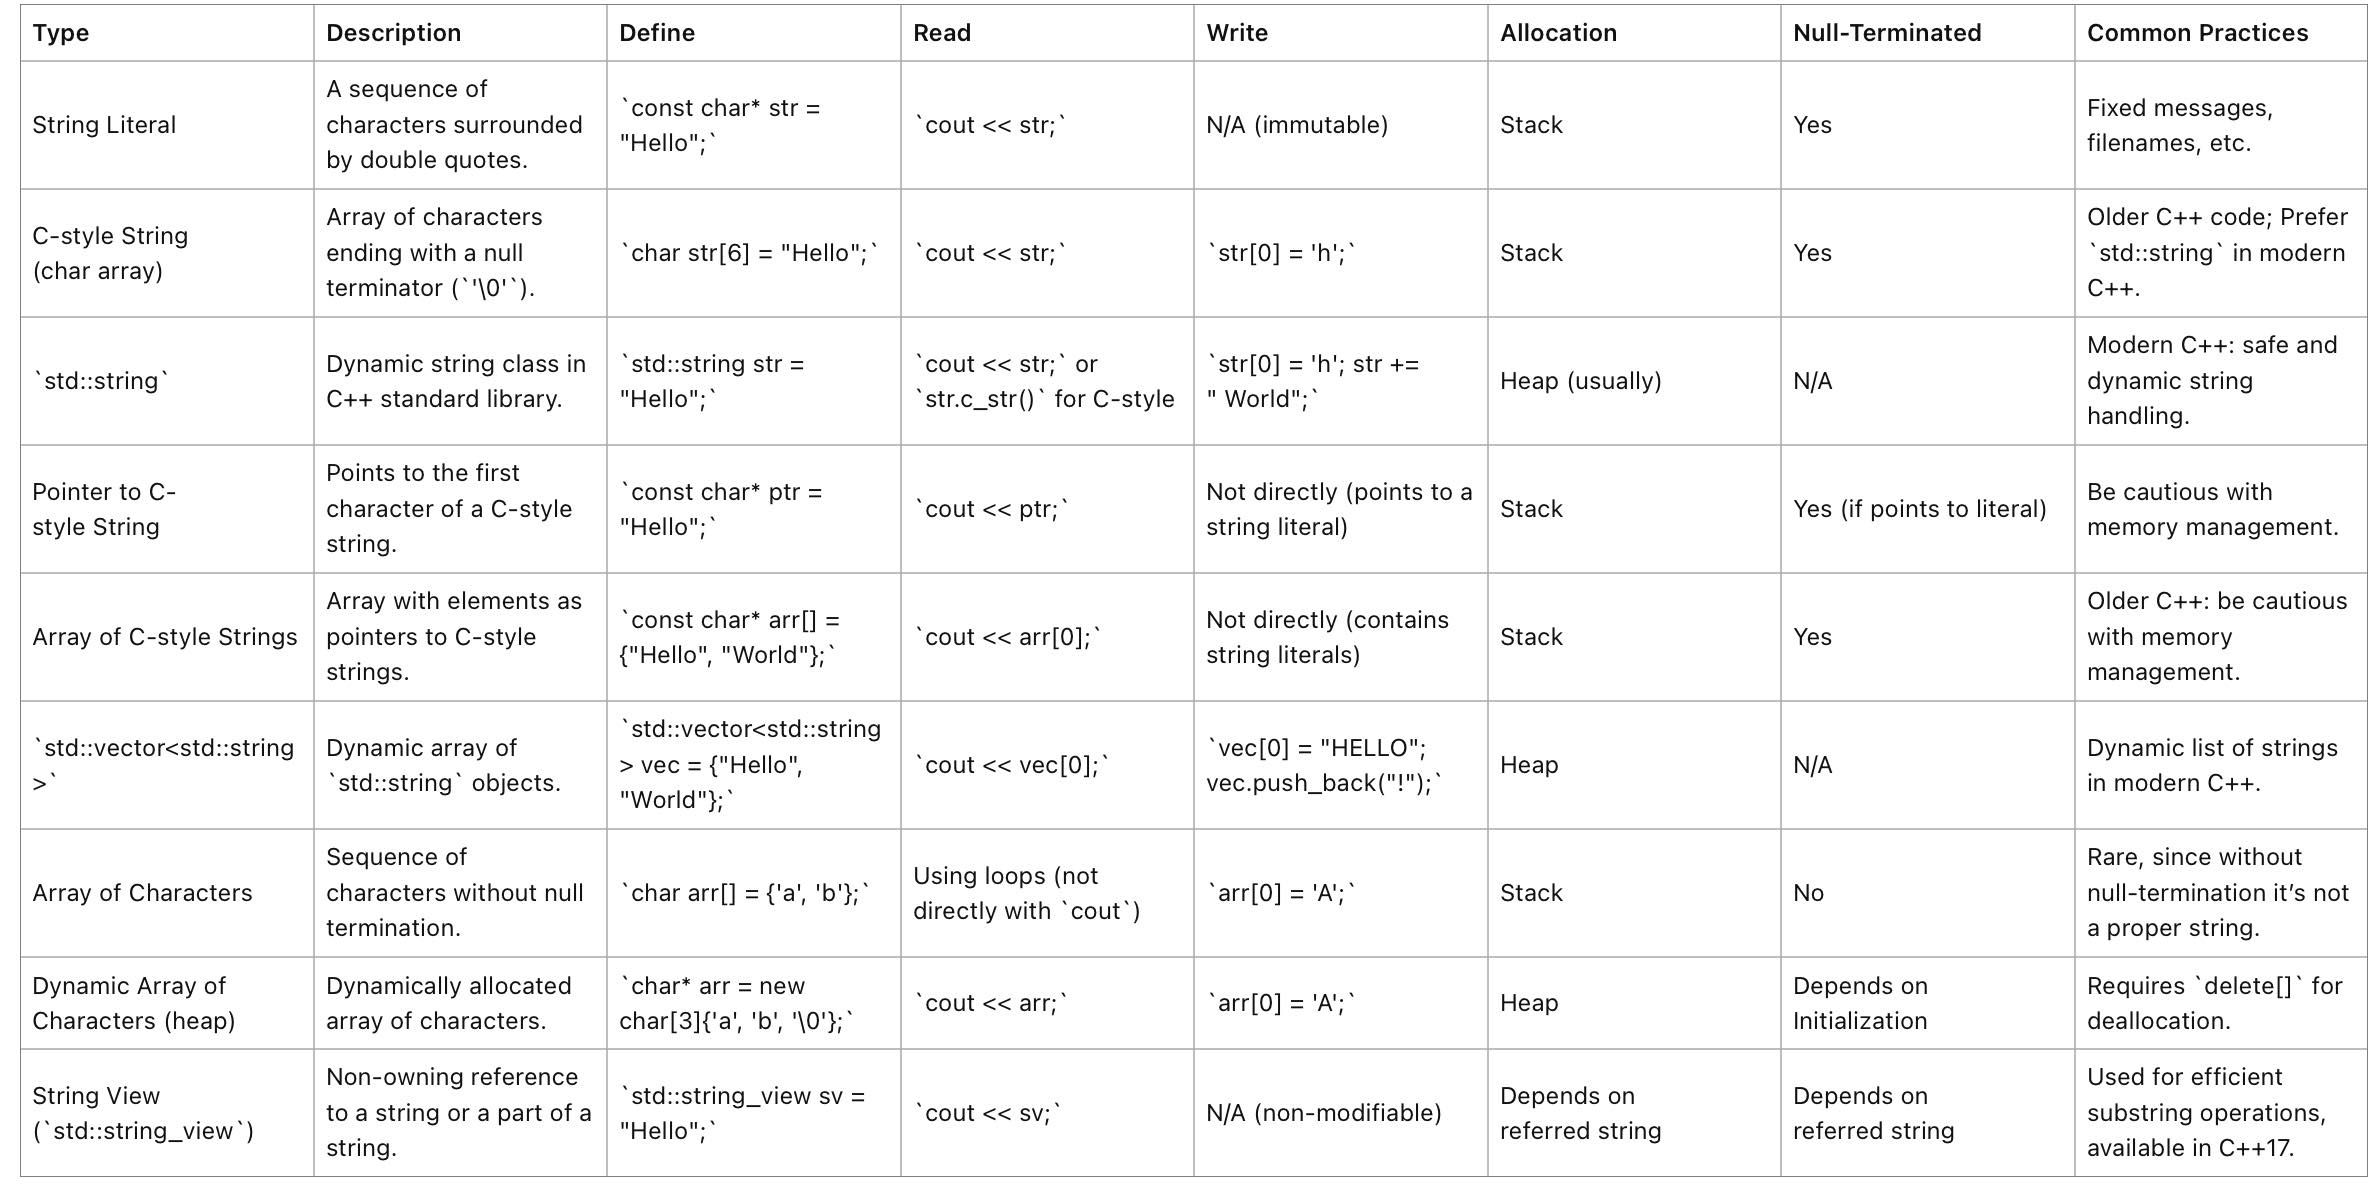 Type
Description
Define
Read
Write
Allocation
Null-Terminated
Common Practices
String Literal
A sequence of
characters surrounded
by double quotes.
`const char* str =
"Hello";`
`cout << str;`
N/A (immutable)
Stack
Yes
Fixed messages,
filenames, etc.
C-style String
(char array)
Array of characters
ending with a null
terminator (`'\0'`).
`char str[6] = "Hello";`
`cout << str;`
`str[0] = 'h';`
Stack
Yes
Older C++ code; Prefer
`std::string` in modern
C++.
`std::string`
Dynamic string class in
C++ standard library.
`std::string str =
"Hello";`
`cout << str;` or
`str.c_str()` for C-style
`str[0] = 'h'; str +=
" World";`
Heap (usually)
N/A
Modern C++: safe and
dynamic string
handling.
Pointer to C-
style String
Points to the first
character of a C-style
string.
`const char* ptr =
"Hello";`
`cout << ptr;`
Not directly (points to a
string literal)
Stack
Yes (if points to literal)
Be cautious with
memory management.
Array of C-style Strings
Array with elements as
pointers to C-style
strings.
`const char* arr[] =
{"Hello", "World"};`
`cout << arr[0];`
Not directly (contains
string literals)
Stack
Yes
Older C++: be cautious
with memory
management.
`std::vector<std::string
>`
Dynamic array of
`std::string` objects.
`std::vector<std::string
> vec = {"Hello",
"World"};`
`cout << vec[0];`
`vec[0] = "HELLO";
vec.push_back("!");`
Heap
N/A
Dynamic list of strings
in modern C++.
Array of Characters
Sequence of
characters without null
termination.
`char arr[] = {'a', 'b'};`
Using loops (not
directly with `cout`)
`arr[0] = 'A';`
Stack
No
Rare, since without
null-termination it’s not
a proper string.
Dynamic Array of
Characters (heap)
Dynamically allocated
array of characters.
`char* arr = new
char[3]{'a', 'b', '\0'};`
`cout << arr;`
`arr[0] = 'A';`
Heap
Depends on
Initialization
Requires `delete[]` for
deallocation.
String View
(`std::string_view`)
Non-owning reference
to a string or a part of a
string.
`std::string_view sv =
"Hello";`
`cout << sv;`
N/A (non-modifiable)
Depends on
referred string
Depends on
referred string
Used for efficient
substring operations,
available in C++17.